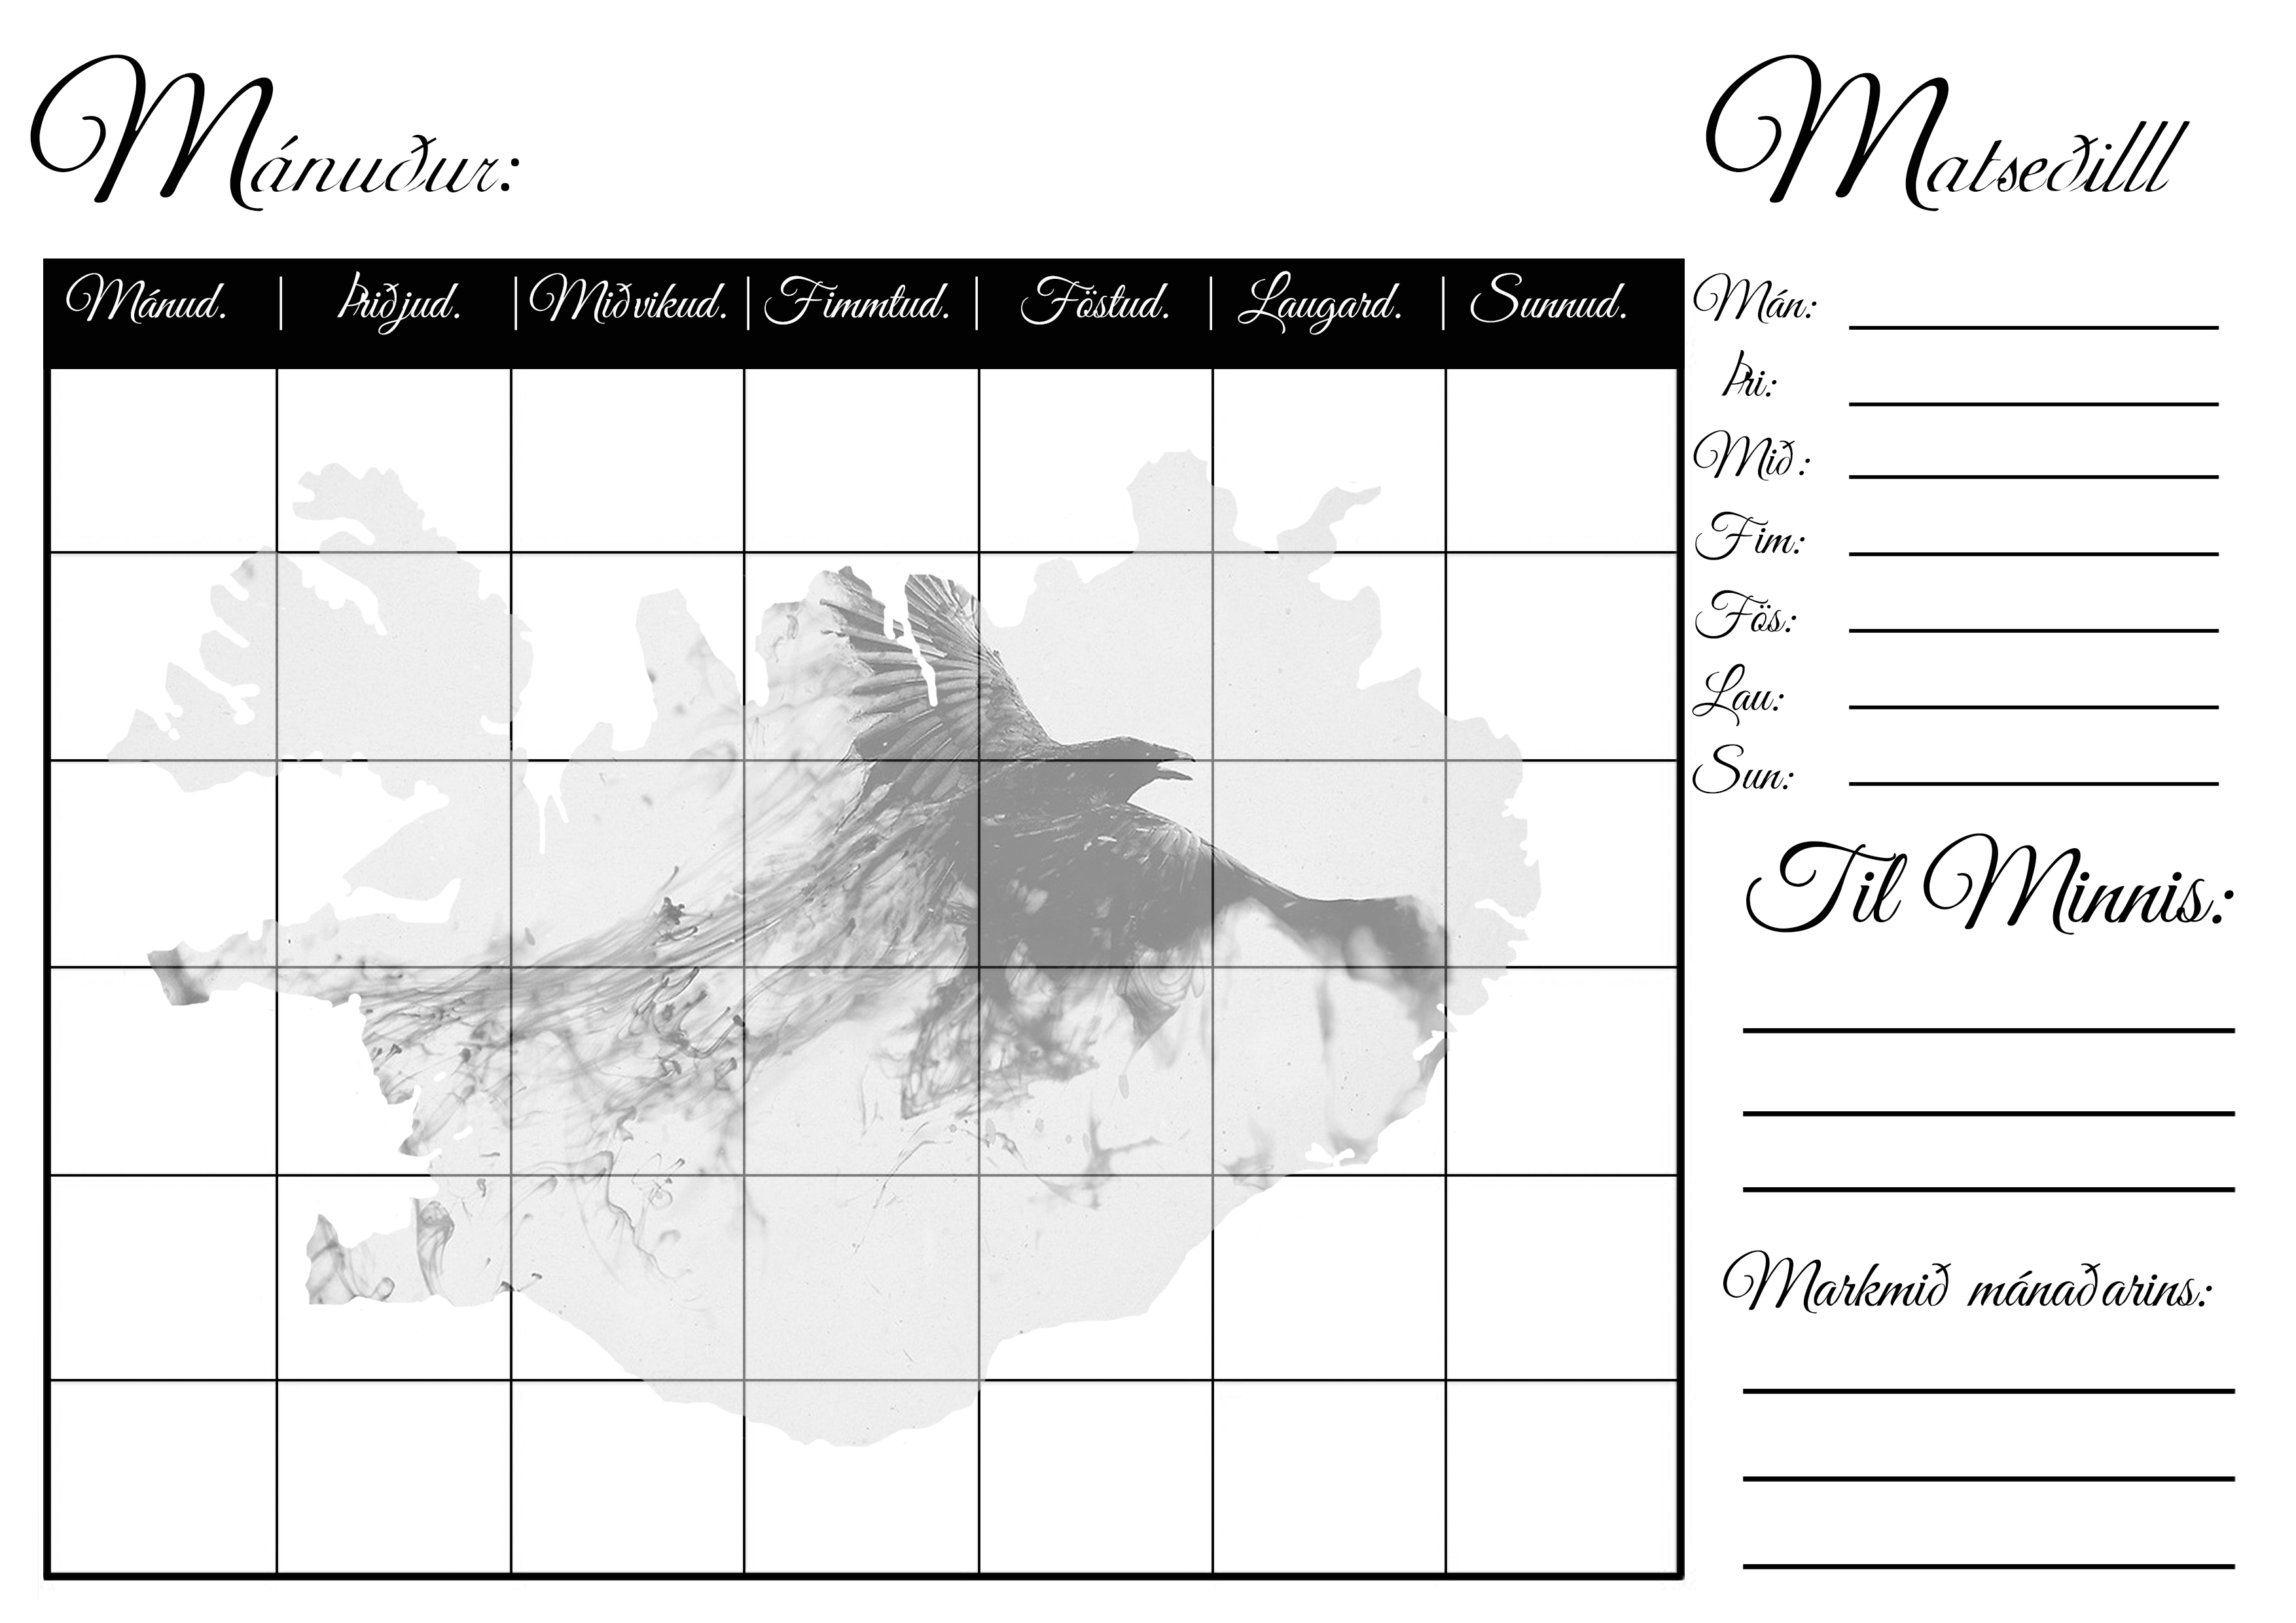 Mánuður:
Mánud. | Þriðjud. | Miðvikud. | Fimmtud. | Föstud. | Laugard. | Sunnud.
Matseðilll
Mán:
Þri:
Mið:
Fim:
Fös:
Lau:
Sun:
Til Minnis:
Markmið mánaðarins: